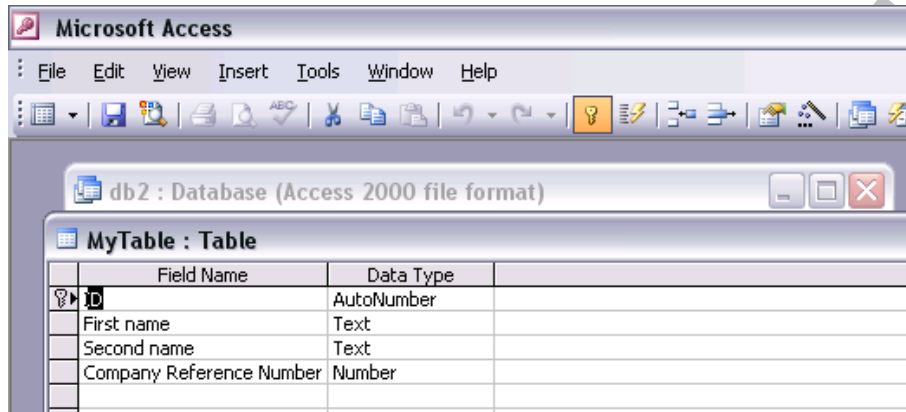 Microsoft Access
File Edit View Insert Tools Window Help
ABC
db2 : Database (Access 2000 file format)
MyTable : Table
Field Name Data Type
ID AutoNumber
First name Text
Second name Text
Company Reference Number Number